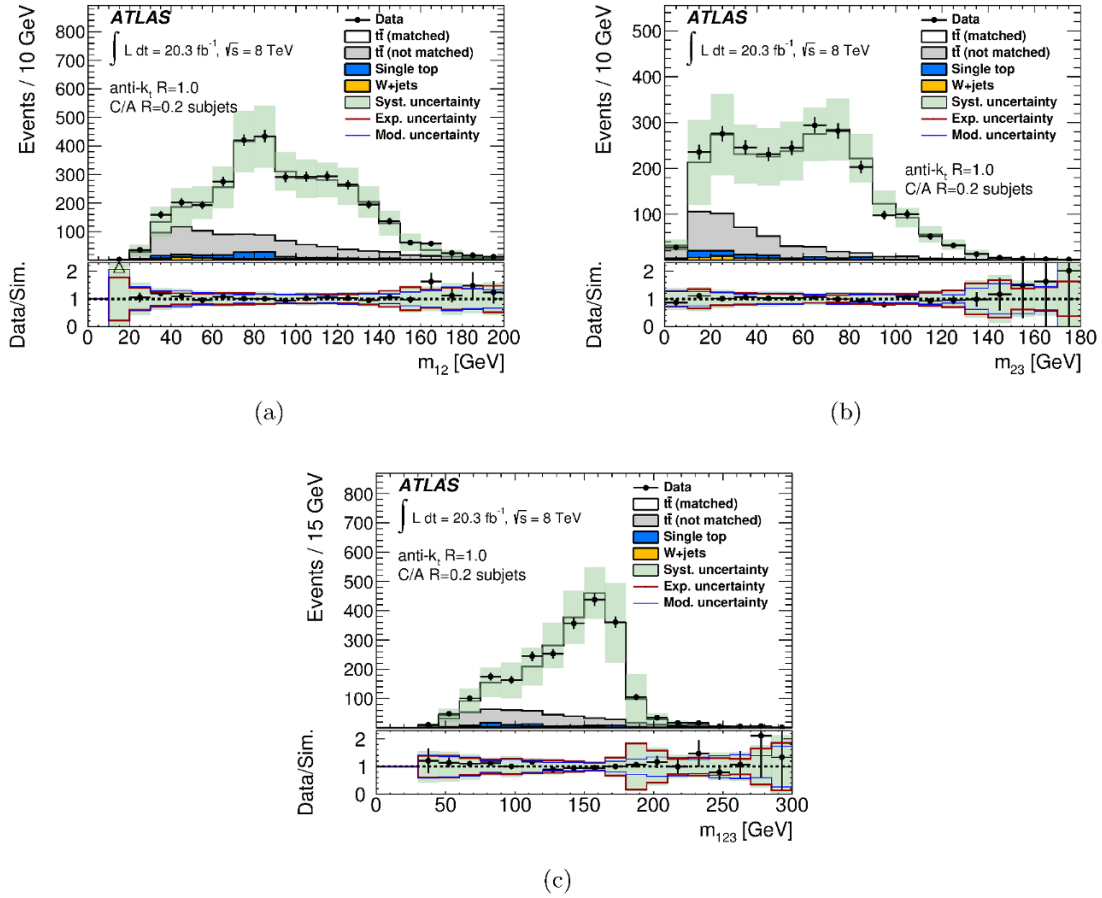 ATLAS
∫ L dt = 20.3 fb⁻¹, √s = 8 TeV
anti-kₜ R=1.0
C/A R=0.2 subjets
Data
tt̄ (matched)
tt̄ (not matched)
Single top
W+jets
Syst. uncertainty
Exp. uncertainty
Mod. uncertainty
Events / 10 GeV
800
700
600
500
400
300
200
100
Data/Sim.
2
1
0
0 20 40 60 80 100 120 140 160 180 200
m₁₂ [GeV]
(a)
ATLAS
∫ L dt = 20.3 fb⁻¹, √s = 8 TeV
Data
tt̄ (matched)
tt̄ (not matched)
Single top
W+jets
Syst. uncertainty
Exp. uncertainty
Mod. uncertainty
anti-kₜ R=1.0
C/A R=0.2 subjets
Events / 10 GeV
500
400
300
200
100
Data/Sim.
2
1
0
0 20 40 60 80 100 120 140 160 180
m₂₃ [GeV]
(b)
ATLAS
∫ L dt = 20.3 fb⁻¹, √s = 8 TeV
anti-kₜ R=1.0
C/A R=0.2 subjets
Data
tt̄ (matched)
tt̄ (not matched)
Single top
W+jets
Syst. uncertainty
Exp. uncertainty
Mod. uncertainty
Events / 15 GeV
800
700
600
500
400
300
200
100
Data/Sim.
2
1
0
0 50 100 150 200 250 300
m₁₂₃ [GeV]
(c)